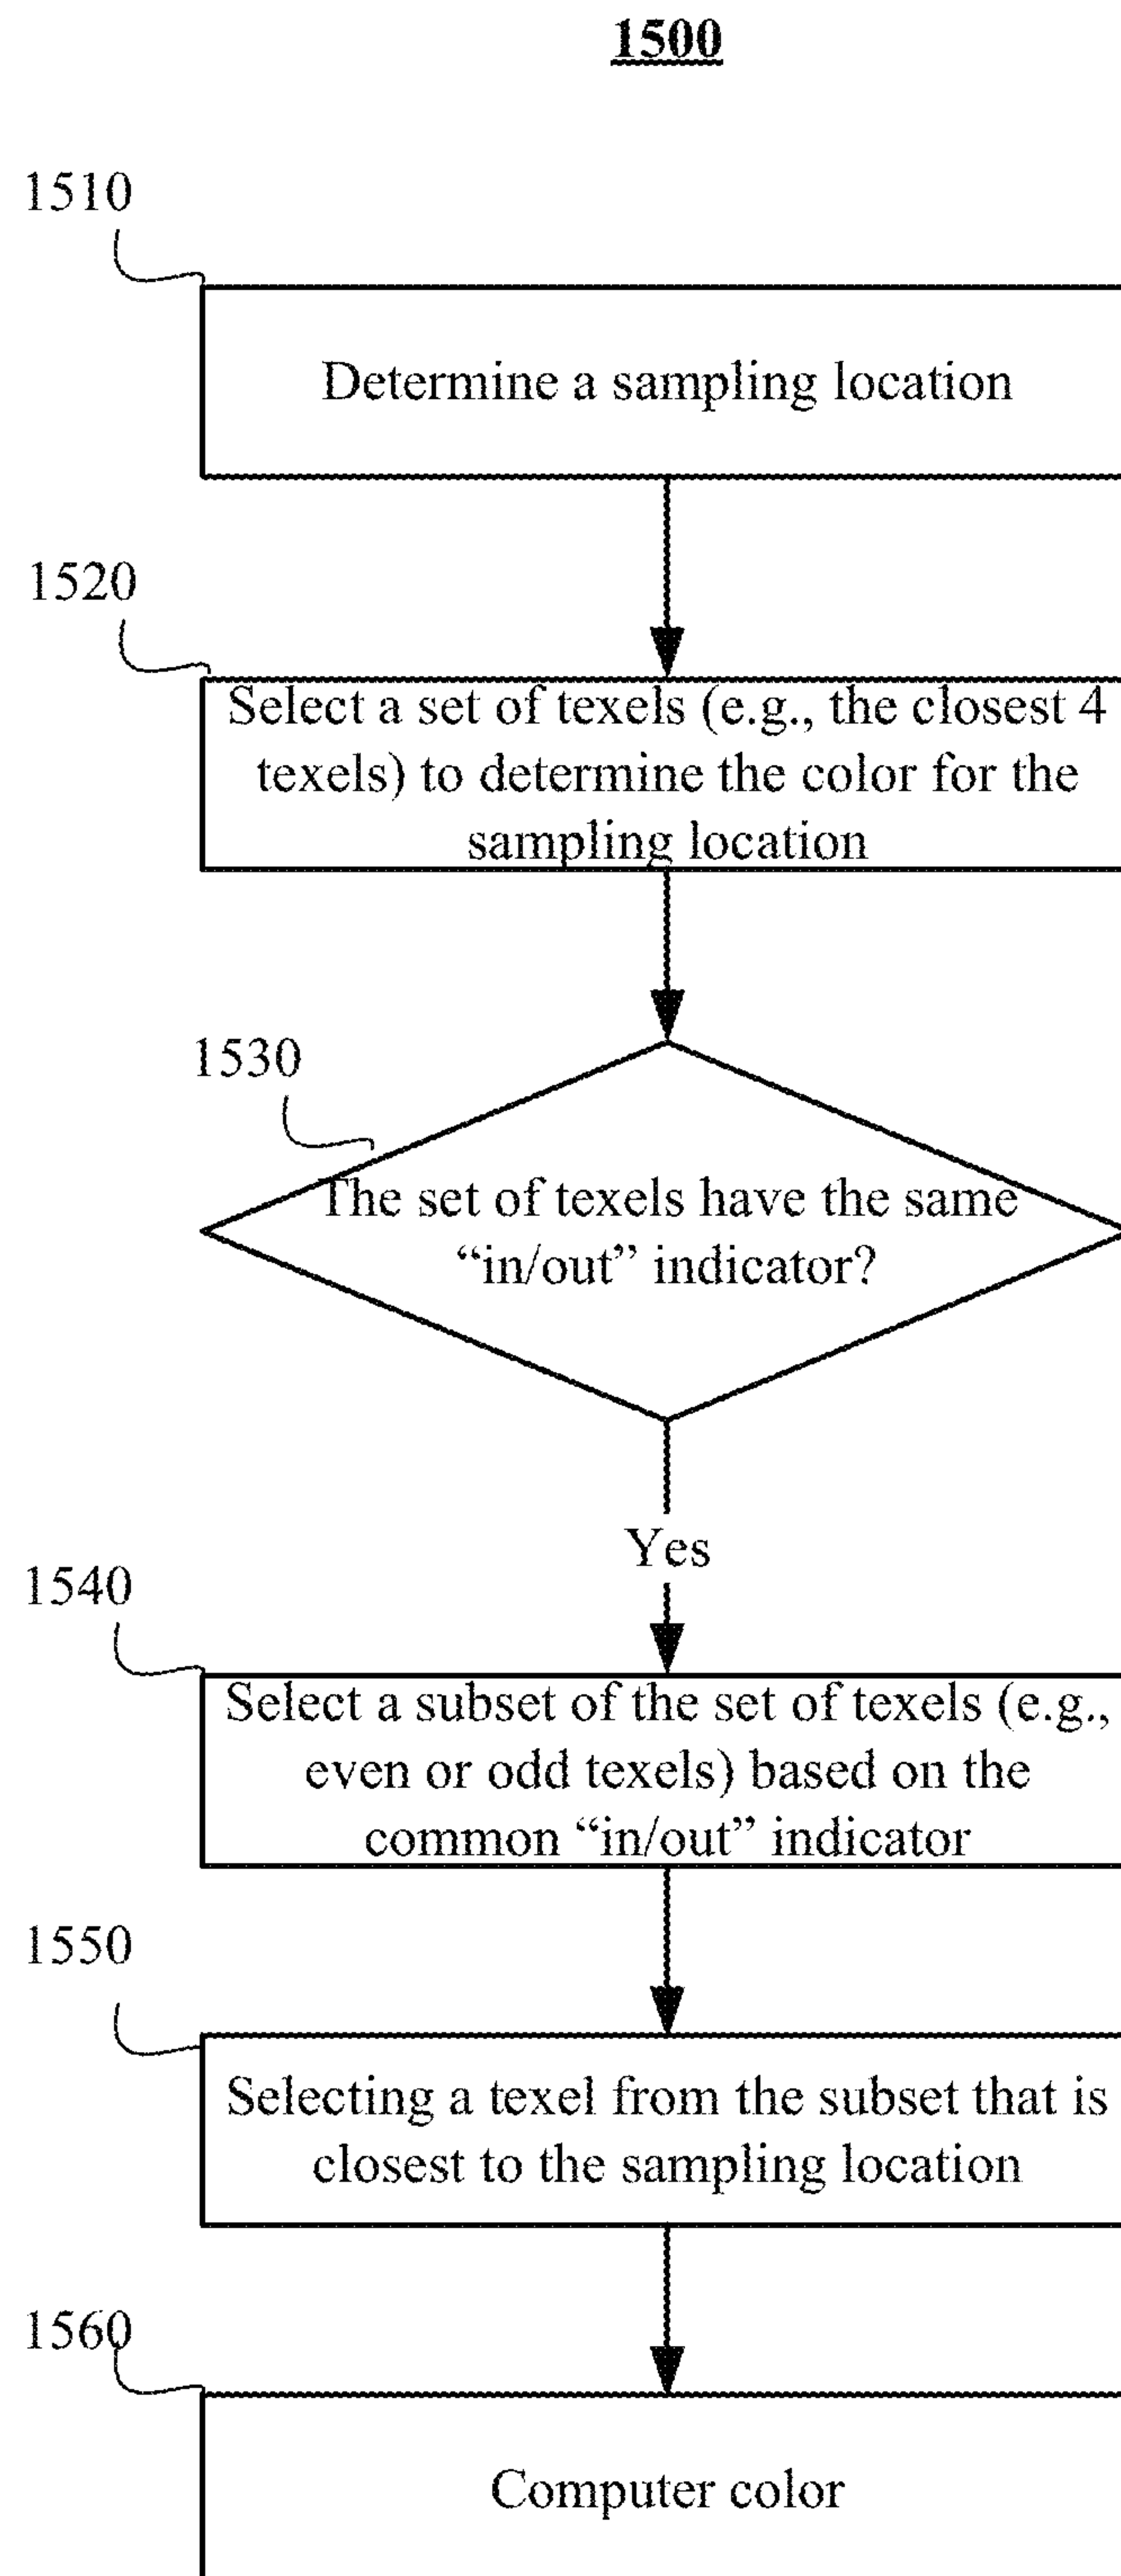 1500
1510
Determine a sampling location
1520
Select a set of texels (e.g., the closest 4
texels) to determine the color for the
sampling location
1530
The set of texels have the same
“in/out” indicator?
Yes
1540
Select a subset of the set of texels (e.g.,
even or odd texels) based on the
common “in/out” indicator
1550
Selecting a texel from the subset that is
closest to the sampling location
1560
Computer color